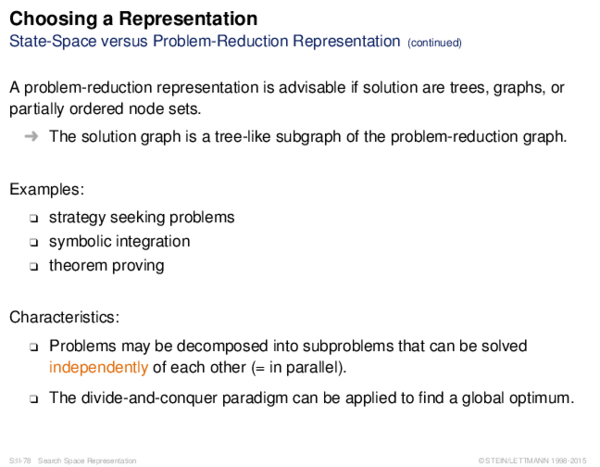 Choosing a Representation
State-Space versus Problem-Reduction Representation (continued)
A problem-reduction representation is advisable if solution are trees, graphs, or
partially ordered node sets.
➜ The solution graph is a tree-like subgraph of the problem-reduction graph.
Examples:
❑ strategy seeking problems
❑ symbolic integration
❑ theorem proving
Characteristics:
❑ Problems may be decomposed into subproblems that can be solved
independently of each other (= in parallel).
❑ The divide-and-conquer paradigm can be applied to find a global optimum.
S:II-78 Search Space Representation ©STEIN/LETTMANN 1998-2015